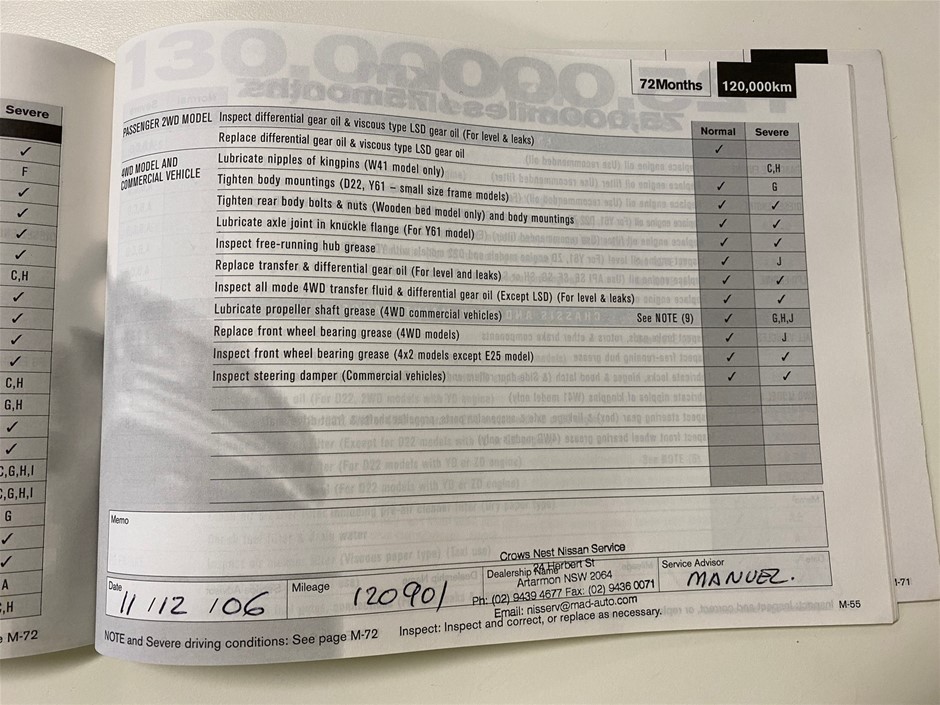 Severe
✓
F
✓
✓
✓
✓
C,H
✓
✓
✓
C,H
G,H
✓
✓
C,G,H,I
C,G,H,I
G
✓
✓
A
,H
M-72
72Months 120,000km
Normal Severe
PASSENGER 2WD MODEL Inspect differential gear oil & viscous type LSD gear oil (For level & leaks) ✓
Replace differential gear oil & viscous type LSD gear oil C,H
4WD MODEL AND COMMERCIAL VEHICLE Lubricate nipples of kingpins (W41 model only) ✓ G
Tighten body mountings (D22, Y61 – small size frame models) ✓ ✓
Tighten rear body bolts & nuts (Wooden bed model only) and body mountings ✓ ✓
Lubricate axle joint in knuckle flange (For Y61 model) ✓ ✓
Inspect free-running hub grease ✓ J
Replace transfer & differential gear oil (For level and leaks) ✓ ✓
Inspect all mode 4WD transfer fluid & differential gear oil (Except LSD) (For level & leaks) ✓ ✓
Lubricate propeller shaft grease (4WD commercial vehicles) See NOTE (9) ✓ G,H,J
Replace front wheel bearing grease (4WD models) ✓ J
Inspect front wheel bearing grease (4x2 models except E25 model) ✓ ✓
Inspect steering damper (Commercial vehicles) ✓ ✓
Memo
Date 11/12/06
Mileage 120901
Dealership Name
Crows Nest Nissan Service
24 Herbert St
Artarmon NSW 2064
Ph: (02) 9439 4677 Fax: (02) 9436 0071
Email: nisserv@mad-auto.com
Service Advisor MANUEL.
NOTE and Severe driving conditions: See page M-72 Inspect: Inspect and correct, or replace as necessary. M-55
-71